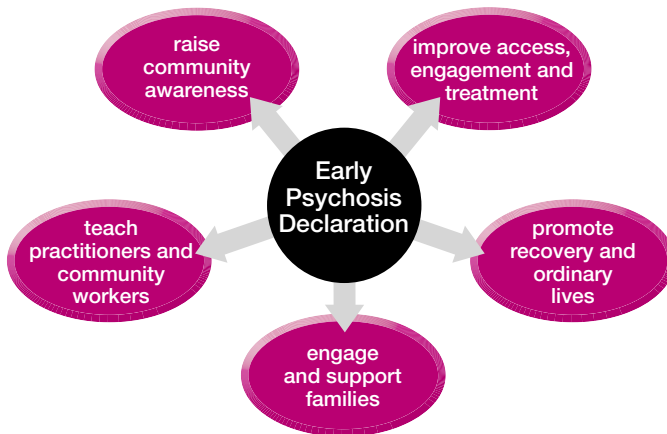 raise
community
awareness
improve access,
engagement and
treatment
Early
Psychosis
Declaration
teach
practitioners and
community
workers
promote
recovery and
ordinary
lives
engage
and support
families